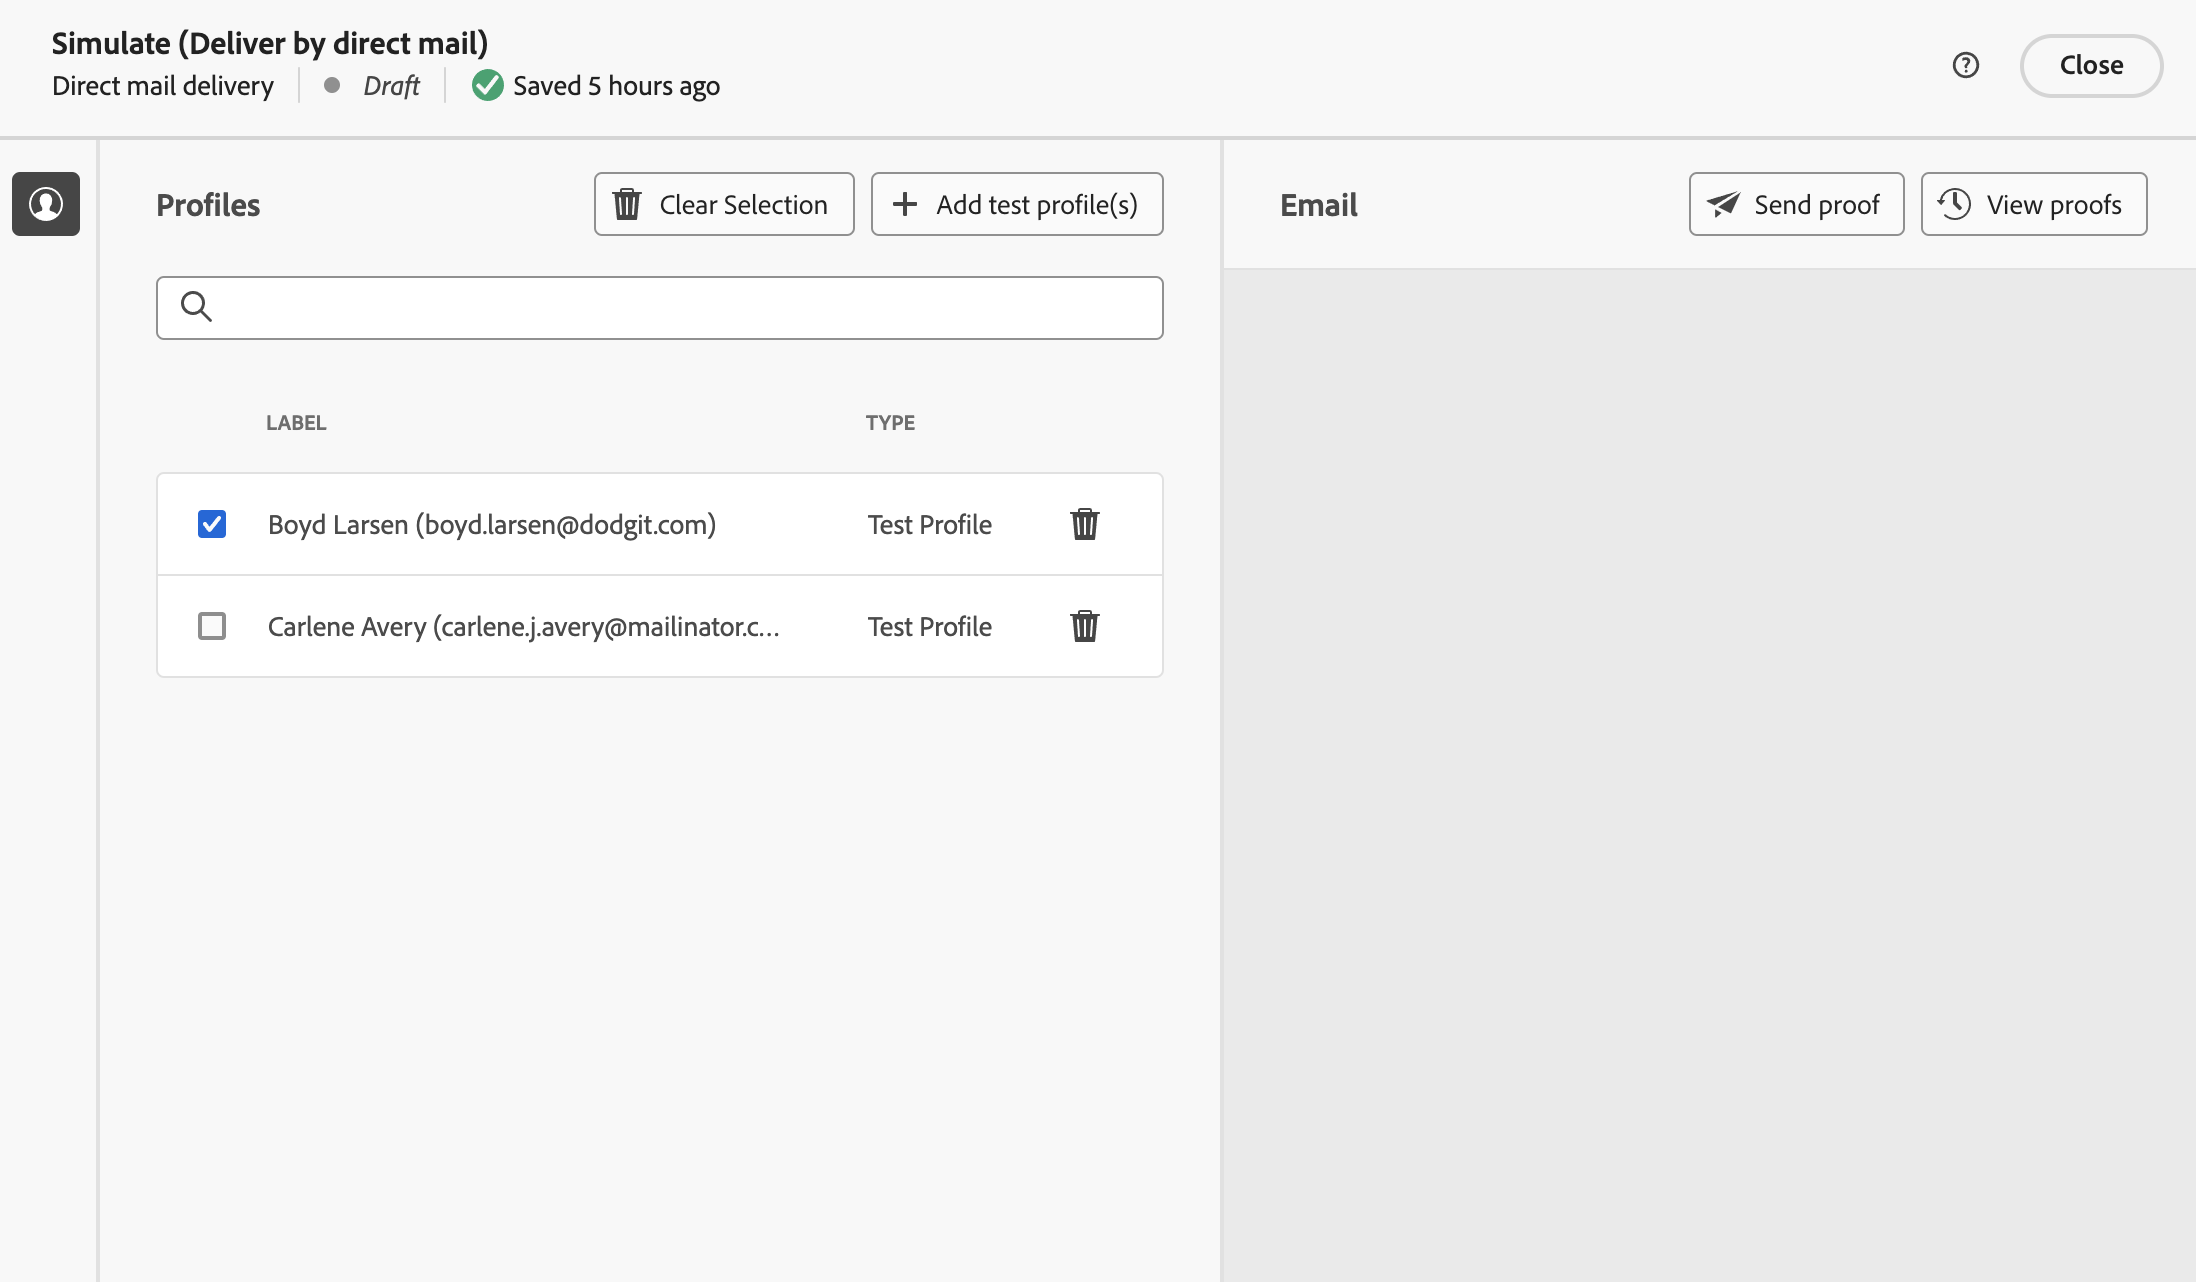 Simulate (Deliver by direct mail)
Direct mail delivery Draft Saved 5 hours ago
Close
Profiles
Clear Selection
Add test profile(s)
Email
Send proof
View proofs
LABEL TYPE
Boyd Larsen (boyd.larsen@dodgit.com) Test Profile
Carlene Avery (carlene.j.avery@mailinator.c... Test Profile